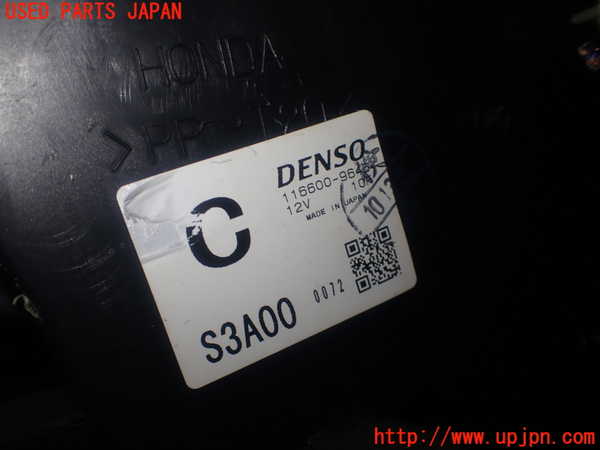 USED PARTS JAPAN
HONDA
DENSO
12V
MADE IN JAPAN
C
0072
S3A00
http://www.upjpn.com